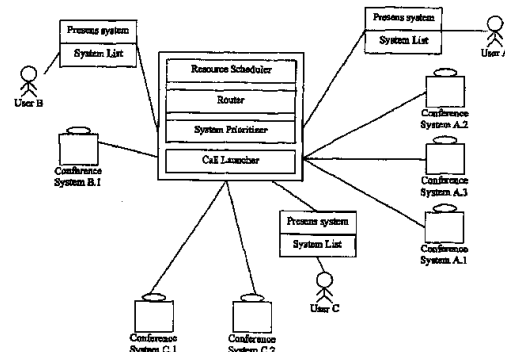 Presens system
System List
User A
Presens system
System List
User B
Resource Scheduler
Router
System Prioritizer
Call Launcher
Conference
System A.2
Conference
System A.3
Conference
System A.1
Conference
System B.1
Presens system
System List
User C
Conference
System C.1
Conference
System C.2